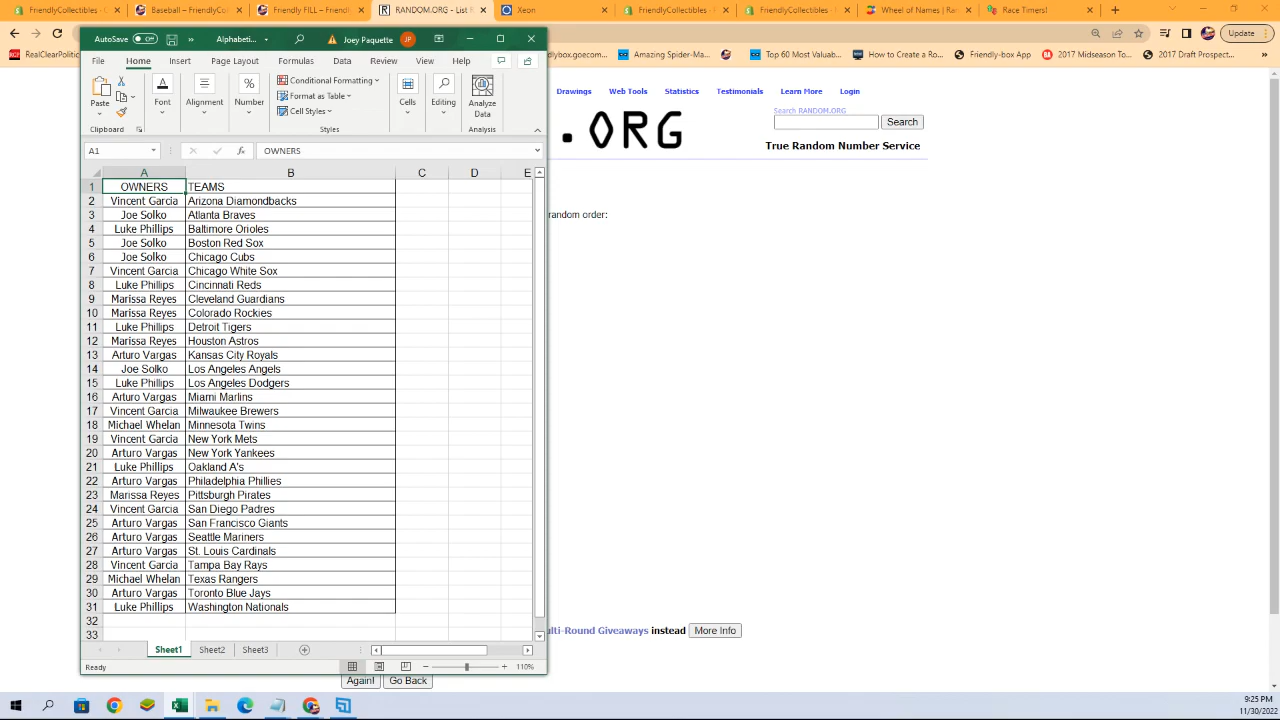 FriendlyCollectibles -
Baseball – FriendlyCo
Friendly FILL – Friendl
RANDOM.ORG - List R
Xeon
FriendlyCollectibles -
FriendlyCollectibles -
Wheel of Names | Ra
Race Timers!
Update
RealClearPolitic
dlybox.goecom...
Amazing Spider-Ma...
Top 60 Most Valuab...
How to Create a Ro...
Friendly-box App
2017 Midseason To...
2017 Draft Prospect...
AutoSave Off
Alphabeti...
Joey Paquette
JP
File Home Insert Page Layout Formulas Data Review View Help
Paste
Clipboard
Font
Alignment
Number
Conditional Formatting
Format as Table
Cell Styles
Styles
Cells
Editing
Analyze
Data
Analysis
A1 fx OWNERS
A B C D E
1 OWNERS TEAMS
2 Vincent Garcia Arizona Diamondbacks
3 Joe Solko Atlanta Braves
4 Luke Phillips Baltimore Orioles
5 Joe Solko Boston Red Sox
6 Joe Solko Chicago Cubs
7 Vincent Garcia Chicago White Sox
8 Luke Phillips Cincinnati Reds
9 Marissa Reyes Cleveland Guardians
10 Marissa Reyes Colorado Rockies
11 Luke Phillips Detroit Tigers
12 Marissa Reyes Houston Astros
13 Arturo Vargas Kansas City Royals
14 Joe Solko Los Angeles Angels
15 Luke Phillips Los Angeles Dodgers
16 Arturo Vargas Miami Marlins
17 Vincent Garcia Milwaukee Brewers
18 Michael Whelan Minnesota Twins
19 Vincent Garcia New York Mets
20 Arturo Vargas New York Yankees
21 Luke Phillips Oakland A's
22 Arturo Vargas Philadelphia Phillies
23 Marissa Reyes Pittsburgh Pirates
24 Vincent Garcia San Diego Padres
25 Arturo Vargas San Francisco Giants
26 Arturo Vargas Seattle Mariners
27 Arturo Vargas St. Louis Cardinals
28 Vincent Garcia Tampa Bay Rays
29 Michael Whelan Texas Rangers
30 Arturo Vargas Toronto Blue Jays
31 Luke Phillips Washington Nationals
32
33
Sheet1 Sheet2 Sheet3
Ready 110%
Drawings Web Tools Statistics Testimonials Learn More Login
.ORG
Search RANDOM.ORG
Search
True Random Number Service
random order:
ulti-Round Giveaways instead More Info
Again! Go Back
9:25 PM
11/30/2022